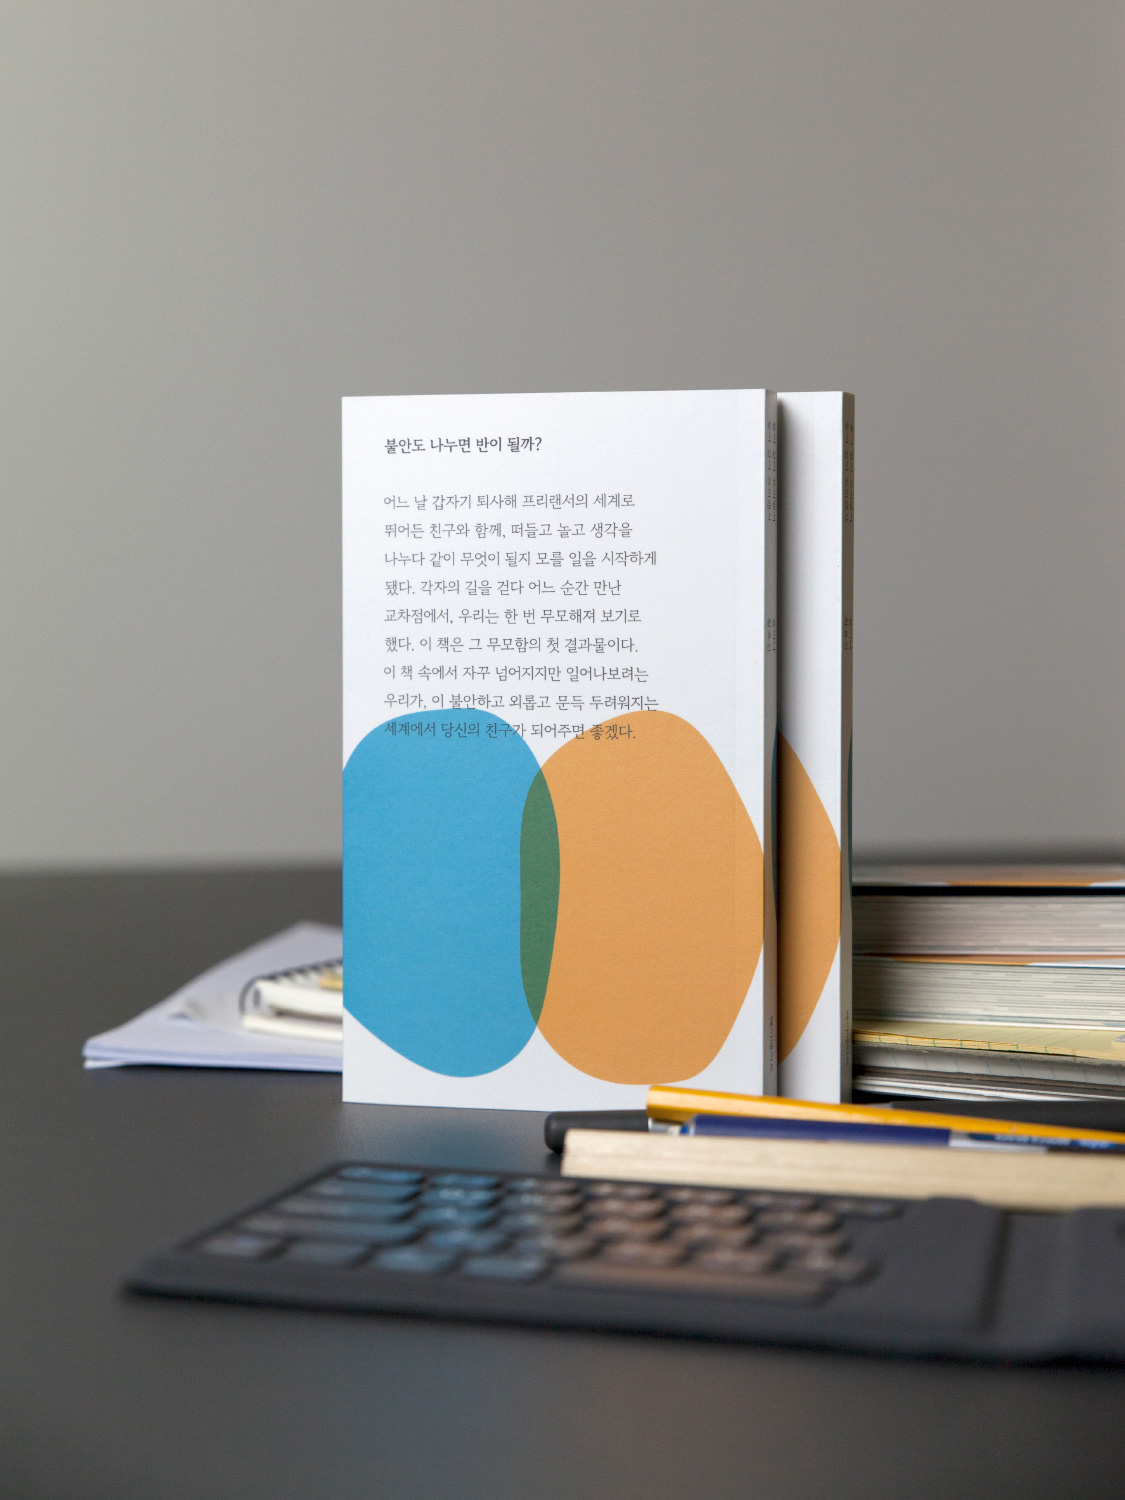 불안도 나누면 반이 될까?
어느 날 갑자기 퇴사해 프리랜서의 세계로
뛰어든 친구와 함께, 떠들고 놀고 생각을
나누다 같이 무엇이 될지 모를 일을 시작하게
됐다. 각자의 길을 걷다 어느 순간 만난
교차점에서, 우리는 한 번 무모해져 보기로
했다. 이 책은 그 무모함의 첫 결과물이다.
이 책 속에서 자꾸 넘어지지만 일어나보려는
우리가, 이 불안하고 외롭고 문득 두려워지는
세계에서 당신의 친구가 되어주면 좋겠다.